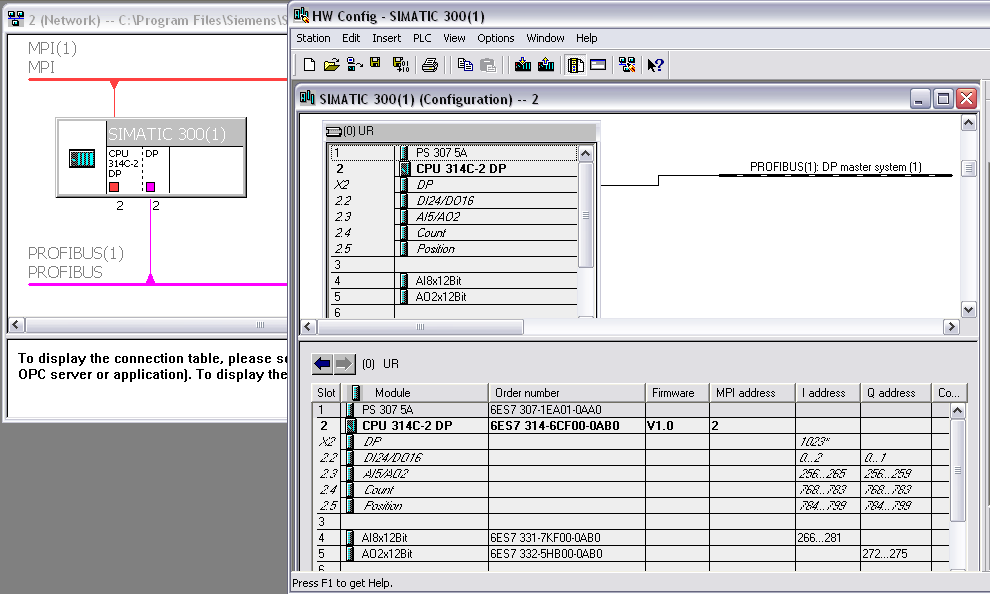 2 (Network) -- C:\Program Files\Siemens\S
MPI(1)
MPI
SIMATIC 300(1)
CPU 314C-2 DP
DP
2 2
PROFIBUS(1)
PROFIBUS
To display the connection table, please se
OPC server or application). To display the
HW Config - SIMATIC 300(1)
Station Edit Insert PLC View Options Window Help
SIMATIC 300(1) (Configuration) -- 2
(0) UR
1 PS 307 5A
2 CPU 314C-2 DP
X2 DP
2.2 DI24/DO16
2.3 AI5/AO2
2.4 Count
2.5 Position
3
4 AI8x12Bit
5 AO2x12Bit
6
PROFIBUS(1): DP master system (1)
(0) UR
Slot Module Order number Firmware MPI address I address Q address Co...
1 PS 307 5A 6ES7 307-1EA01-0AA0
2 CPU 314C-2 DP 6ES7 314-6CF00-0AB0 V1.0 2
X2 DP 1023*
2.2 DI24/DO16 0...2 0...1
2.3 AI5/AO2 256...265 256...259
2.4 Count 768...783 768...783
2.5 Position 784...799 784...799
3
4 AI8x12Bit 6ES7 331-7KF00-0AB0 266...281
5 AO2x12Bit 6ES7 332-5HB00-0AB0 272...275
6
Press F1 to get Help.